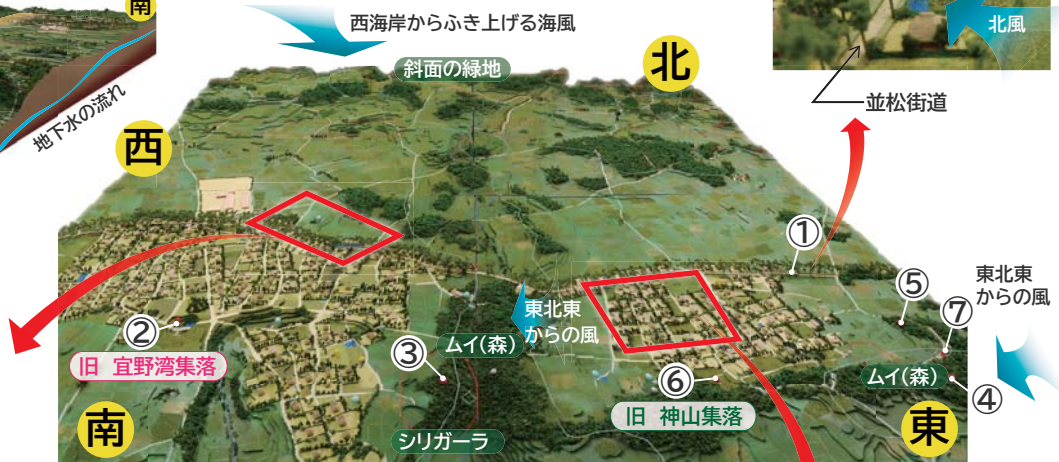 南
地下水の流れ
西海岸からふき上げる海風
斜面の緑地
北
北風
並松街道
西
①
⑤
⑦
東北東
からの風
東北東
からの風
②
旧 宜野湾集落
③
ムイ(森)
⑥
旧 神山集落
ムイ(森)
④
南
シリガーラ
東